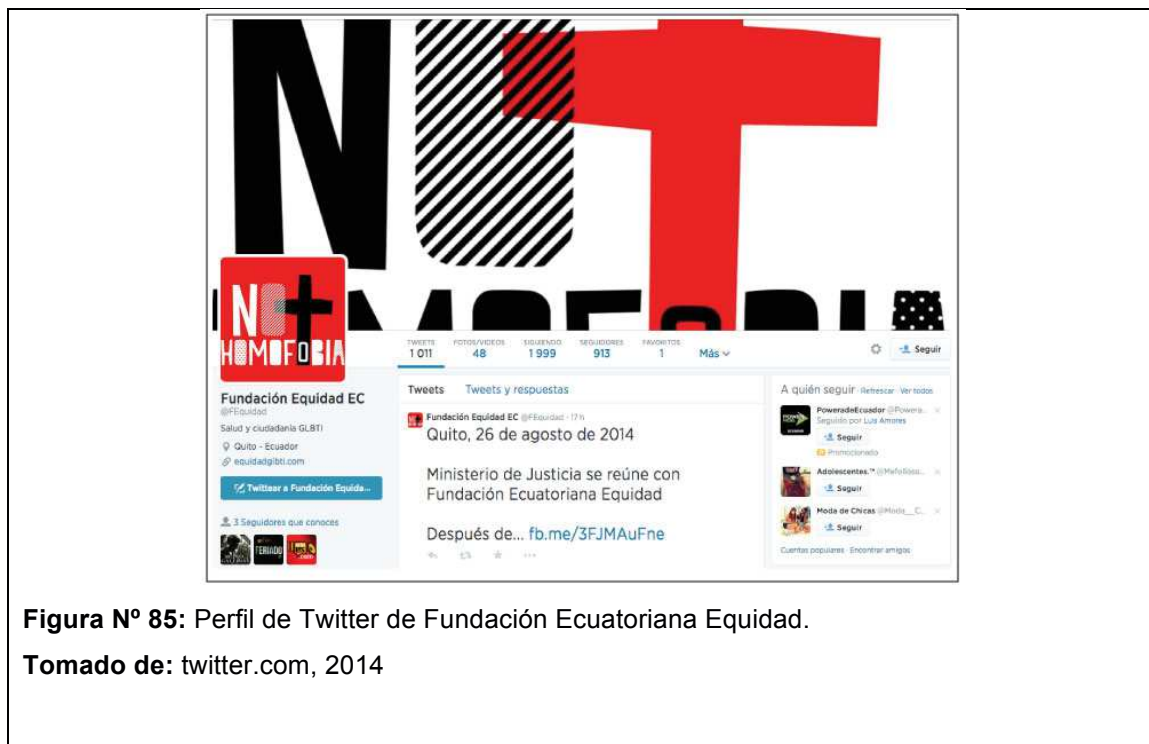 NO
HOMOFOBIA
NO
HOMOFOBIA
TWEETS
1 011
FOTOS/VIDEOS
48
SIGUIENDO
1 999
SEGUIDORES
913
FAVORITOS
1
Más
Seguir
Fundación Equidad EC
@FEquidad
Salud y ciudadanía GLBTI
Quito - Ecuador
equidadglbti.com
Twittear a Fundación Equida...
3 Seguidores que conoces
FERIADO
Tweets Tweets y respuestas
Fundación Equidad EC @FEquidad · 17 h
Quito, 26 de agosto de 2014
Ministerio de Justicia se reúne con
Fundación Ecuatoriana Equidad
Después de... fb.me/3FJMAuFne
A quién seguir · Refrescar · Ver todos
PoweradeEcuador @Powera...
Seguido por Luis Amores
Seguir
Promocionado
Adolescentes.™
Seguir
Moda de Chicas @Moda__C...
Seguir
Cuentas populares · Encontrar amigos
Figura Nº 85: Perfil de Twitter de Fundación Ecuatoriana Equidad.
Tomado de: twitter.com, 2014